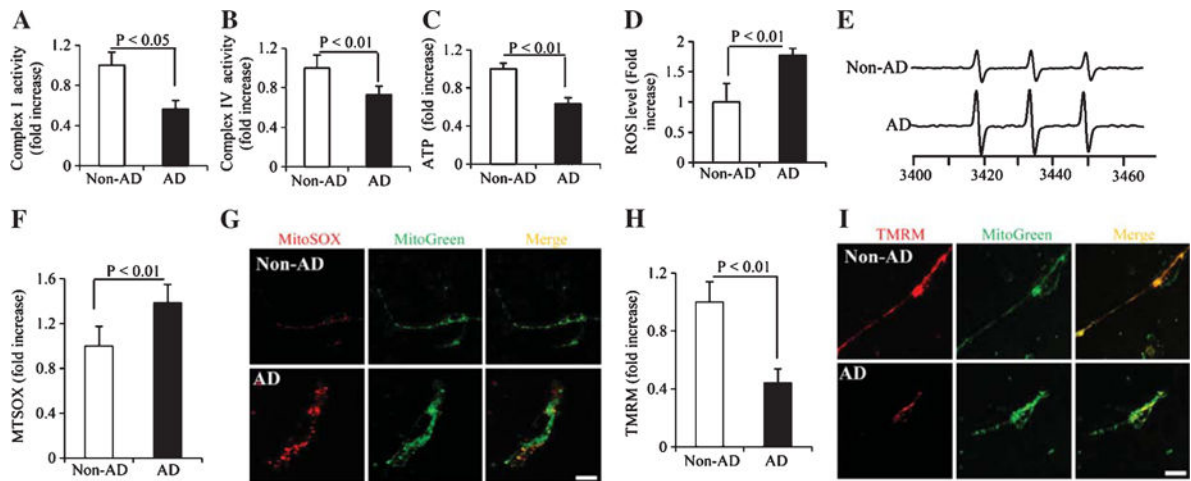 A
Complex I activity
(fold increase)
1.2
0.8
0.4
0
P < 0.05
Non-AD AD
B
Complex IV activity
(fold increase)
1.2
0.8
0.4
0
P < 0.01
Non-AD AD
C
ATP (fold increase)
1.2
0.8
0.4
0
P < 0.01
Non-AD AD
D
ROS level (Fold
increase)
2
1.5
1
0.5
0
P < 0.01
Non-AD AD
E
Non-AD
AD
3400 3420 3440 3460
F
MTSOX (fold increase)
1.6
1.2
0.8
0.4
0
P < 0.01
Non-AD AD
G
MitoSOX MitoGreen Merge
Non-AD
AD
H
TMRM (fold increase)
1.2
0.8
0.4
0
P < 0.01
Non-AD AD
I
TMRM MitoGreen Merge
Non-AD
AD